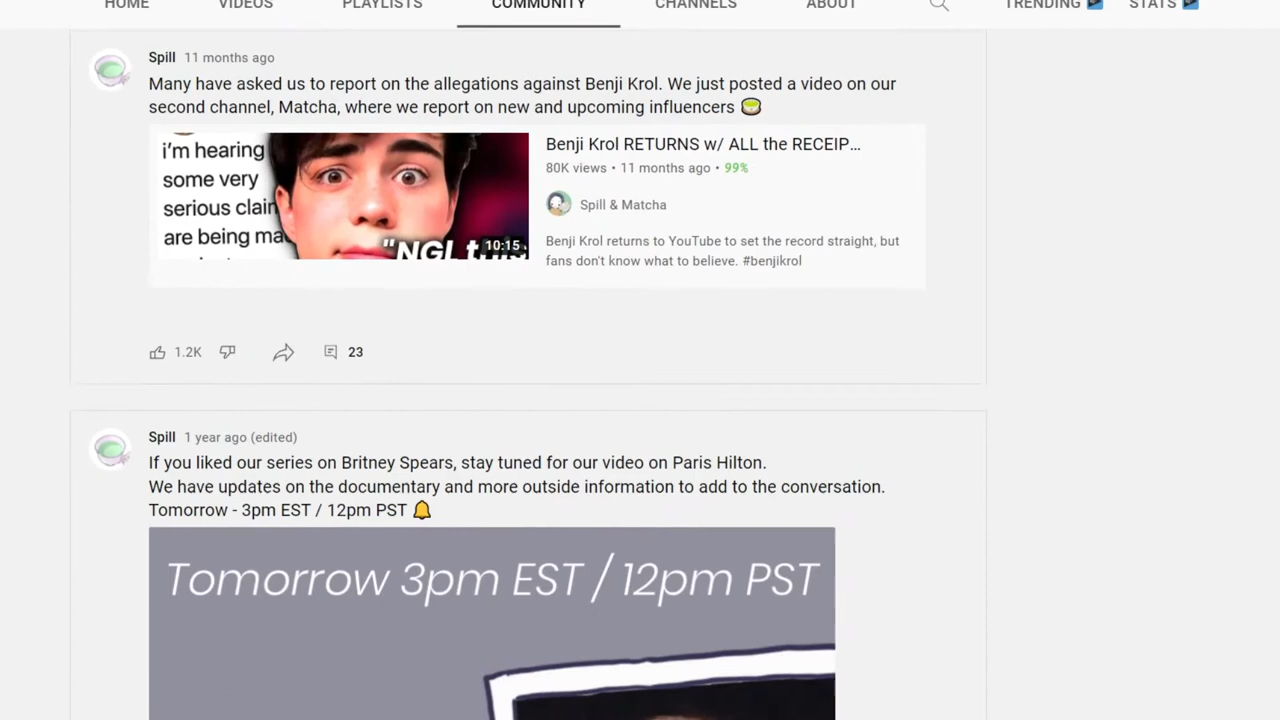 HOME VIDEOS PLAYLISTS COMMUNITY CHANNELS ABOUT TRENDING STATS
Spill 11 months ago
Many have asked us to report on the allegations against Benji Krol. We just posted a video on our
second channel, Matcha, where we report on new and upcoming influencers
i'm hearing
some very
serious claim
are being ma
"NGL this
10:15
Benji Krol RETURNS w/ ALL the RECEIP...
80K views • 11 months ago • 99%
Spill & Matcha
Benji Krol returns to YouTube to set the record straight, but
fans don't know what to believe. #benjikrol
1.2K 23
Spill 1 year ago (edited)
If you liked our series on Britney Spears, stay tuned for our video on Paris Hilton.
We have updates on the documentary and more outside information to add to the conversation.
Tomorrow - 3pm EST / 12pm PST
Tomorrow 3pm EST / 12pm PST